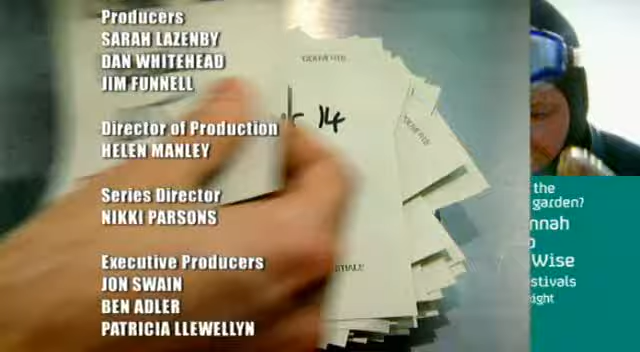 Producers
SARAH LAZENBY
DAN WHITEHEAD
JIM FUNNELL
Director of Production
HELEN MANLEY
Series Director
NIKKI PARSONS
Executive Producers
JON SWAIN
BEN ADLER
PATRICIA LLEWELLYN
14
the
garden?
nnah
Wise
stivals
ight